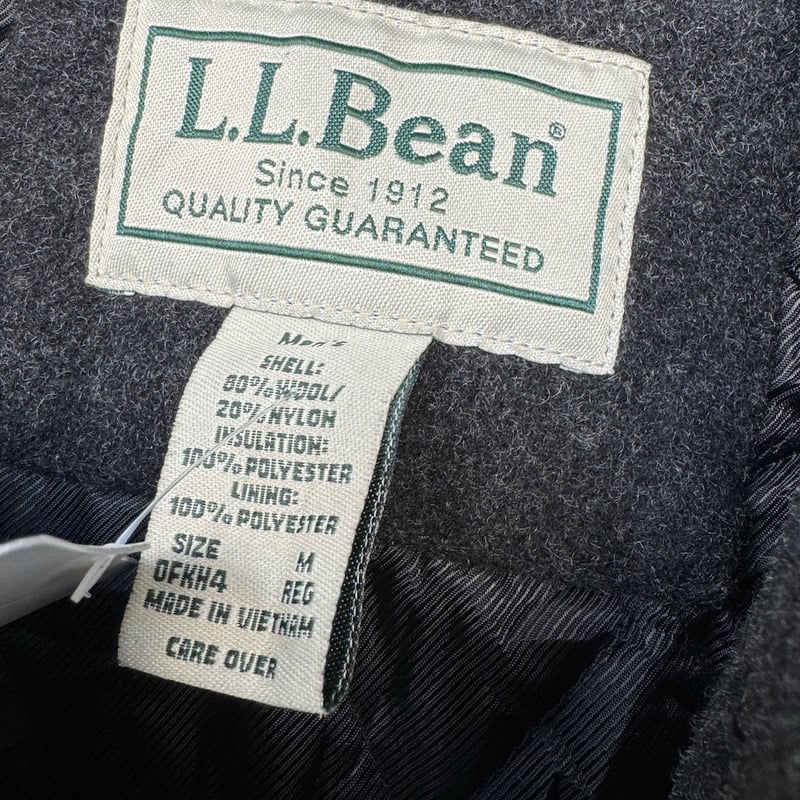 L.L.Bean®
Since 1912
QUALITY GUARANTEED
Men's
SHELL:
80% WOOL/
20% NYLON
INSULATION:
100% POLYESTER
LINING:
100% POLYESTER
SIZE M
0FKH4 REG
MADE IN VIETNAM
CARE OVER